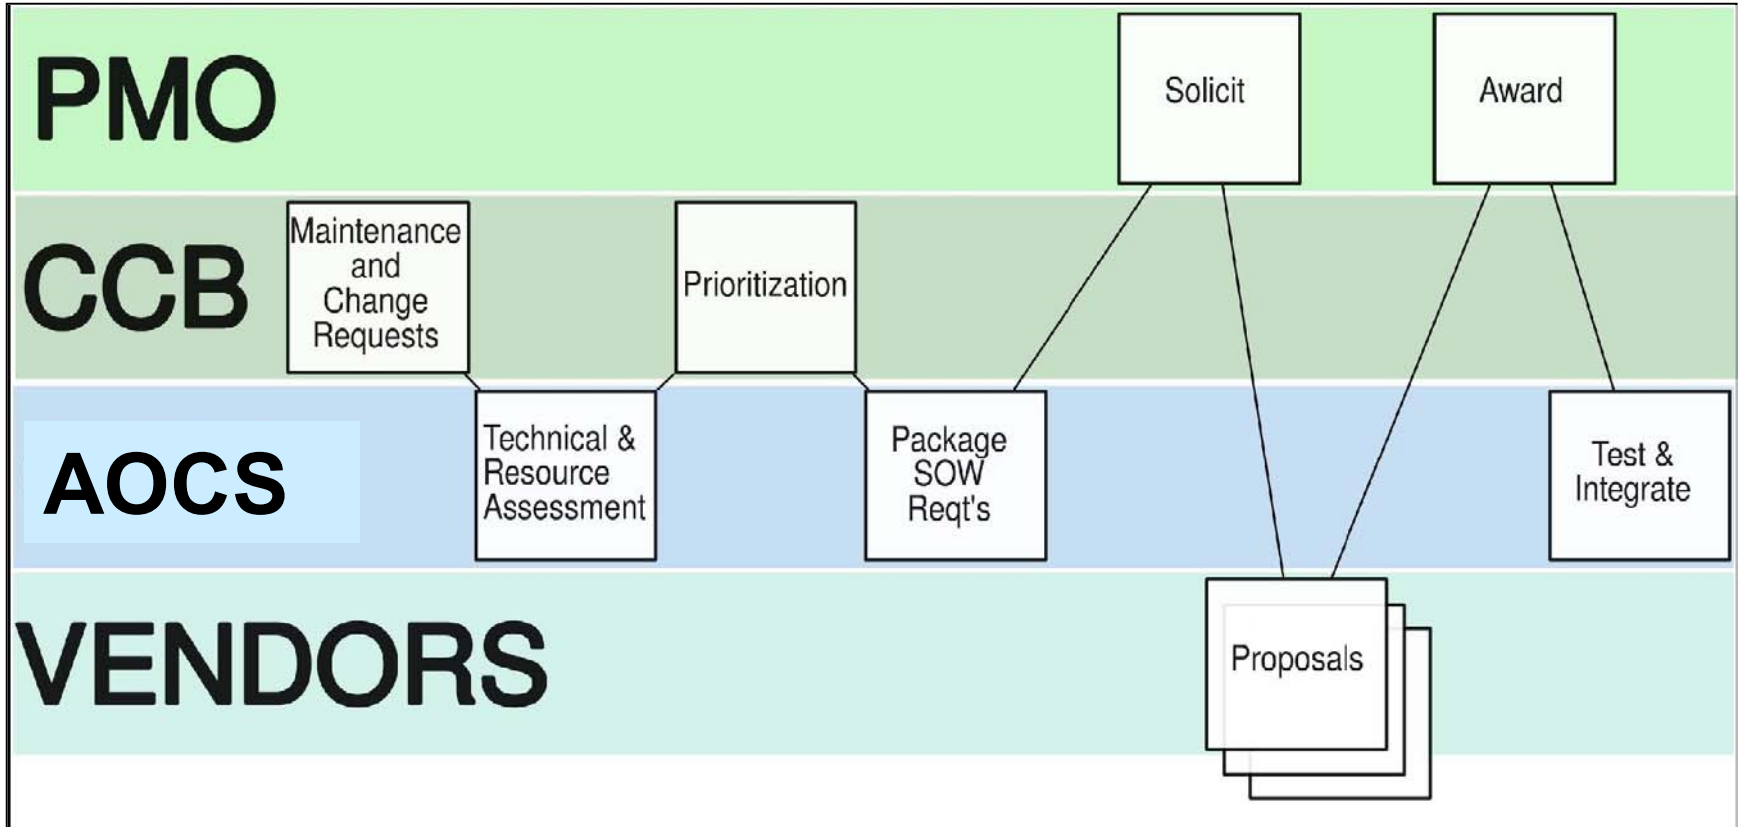 PMO
Solicit
Award
CCB
Maintenance
and
Change
Requests
Prioritization
AOCS
Technical &
Resource
Assessment
Package
SOW
Reqt's
Test &
Integrate
VENDORS
Proposals